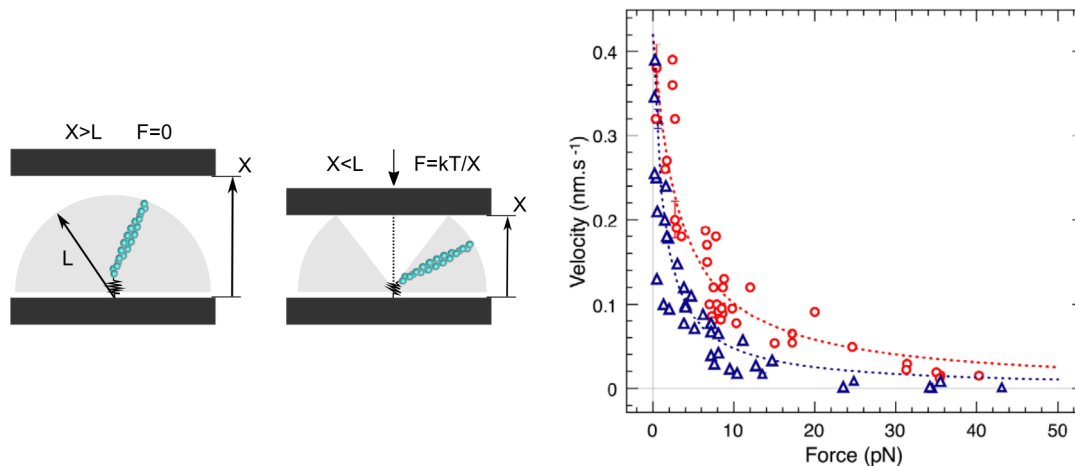 X>L F=0
X
L
X<L F=kT/X
X
Velocity (nm.s-1)
0.4
0.3
0.2
0.1
0
0 10 20 30 40 50
Force (pN)